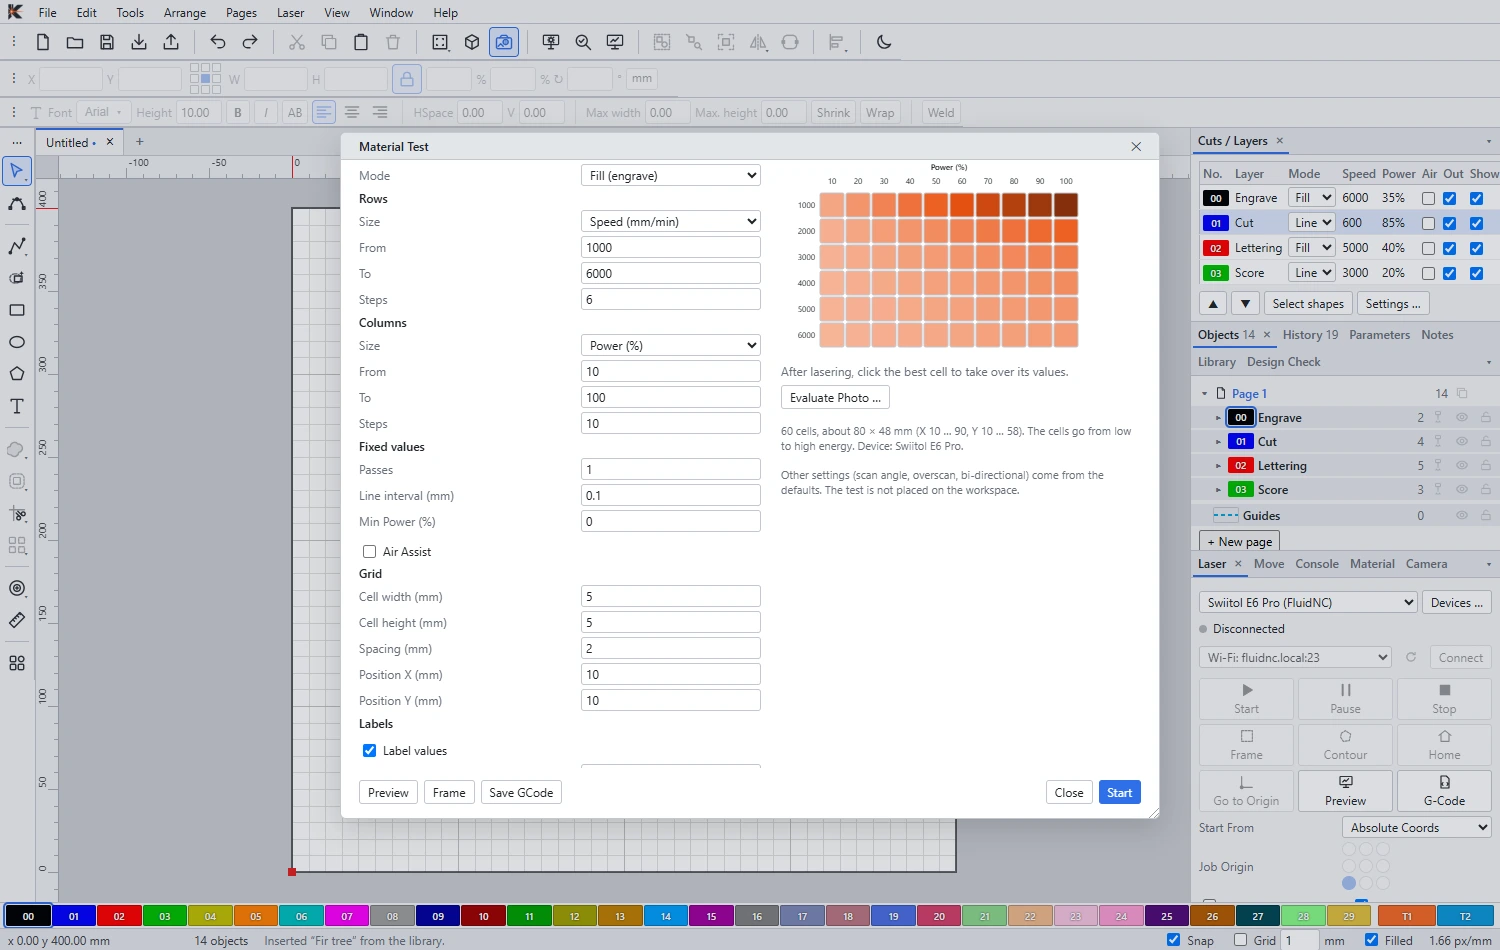 File Edit Tools Arrange Pages Laser View Window Help
X Y W H % % ° mm
Font Arial Height 10.00 B I AB HSpace 0.00 V 0.00 Max width 0.00 Max. height 0.00 Shrink Wrap Weld
Untitled • × +
-100 -50 0
400
350
300
250
200
150
100
50
0
Material Test
Mode Fill (engrave)
Rows
Size Speed (mm/min)
From 1000
To 6000
Steps 6
Columns
Size Power (%)
From 10
To 100
Steps 10
Fixed values
Passes 1
Line interval (mm) 0.1
Min Power (%) 0
Air Assist
Grid
Cell width (mm) 5
Cell height (mm) 5
Spacing (mm) 2
Position X (mm) 10
Position Y (mm) 10
Labels
Label values
Preview Frame Save GCode Close Start
Power (%)
10 20 30 40 50 60 70 80 90 100
1000
2000
3000
4000
5000
6000
After lasering, click the best cell to take over its values.
Evaluate Photo ...
60 cells, about 80 × 48 mm (X 10 ... 90, Y 10 ... 58). The cells go from low
to high energy. Device: Swiitol E6 Pro.
Other settings (scan angle, overscan, bi-directional) come from the
defaults. The test is not placed on the workspace.
Cuts / Layers ×
No. Layer Mode Speed Power Air Out Show
00 Engrave Fill 6000 35%
01 Cut Line 600 85%
02 Lettering Fill 5000 40%
03 Score Line 3000 20%
▲ ▼ Select shapes Settings ...
Objects 14 × History 19 Parameters Notes
Library Design Check
Page 1 14
00 Engrave 2
01 Cut 4
02 Lettering 5
03 Score 3
Guides 0
+ New page
Laser × Move Console Material Camera
Swiitol E6 Pro (FluidNC) Devices ...
Disconnected
Wi-Fi: fluidnc.local:23 Connect
Start Pause Stop
Frame Contour Home
Go to Origin Preview G-Code
Start From Absolute Coords
Job Origin
00 01 02 03 04 05 06 07 08 09 10 11 12 13 14 15 16 17 18 19 20 21 22 23 24 25 26 27 28 29 T1 T2
x 0.00 y 400.00 mm 14 objects Inserted "Fir tree" from the library. Snap Grid 1 mm Filled 1.66 px/mm